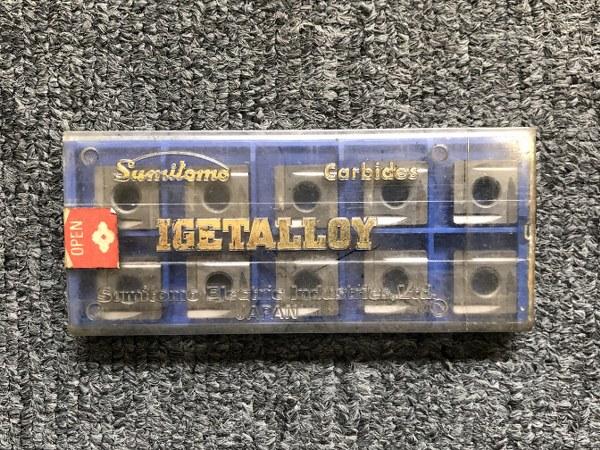 Sumitomo Carbides
OPEN
IGETALLOY
Sumitomo Electric Industries, Ltd.
JAPAN